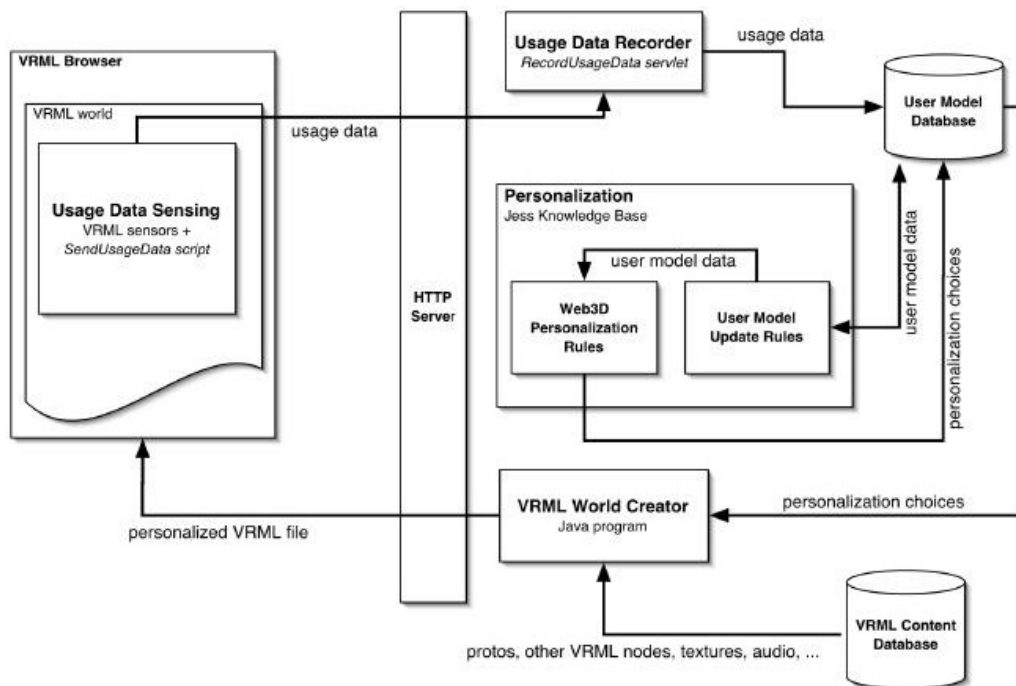 VRML Browser
VRML world
Usage Data Sensing
VRML sensors +
SendUsageData script
usage data
HTTP
Server
Usage Data Recorder
RecordUsageData servlet
usage data
User Model
Database
Personalization
Jess Knowledge Base
user model data
Web3D
Personalization
Rules
User Model
Update Rules
user model data
personalization choices
VRML World Creator
Java program
personalization choices
personalized VRML file
VRML Content
Database
protos, other VRML nodes, textures, audio, ...